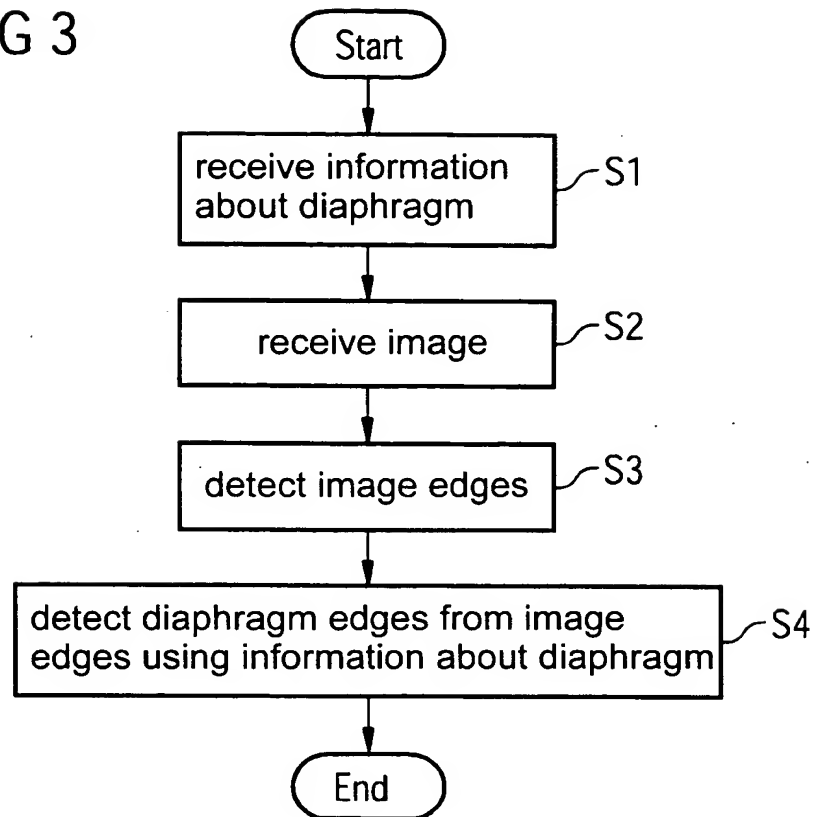 G 3
Start
receive information
about diaphragm
S1
receive image
S2
detect image edges
S3
detect diaphragm edges from image
edges using information about diaphragm
S4
End